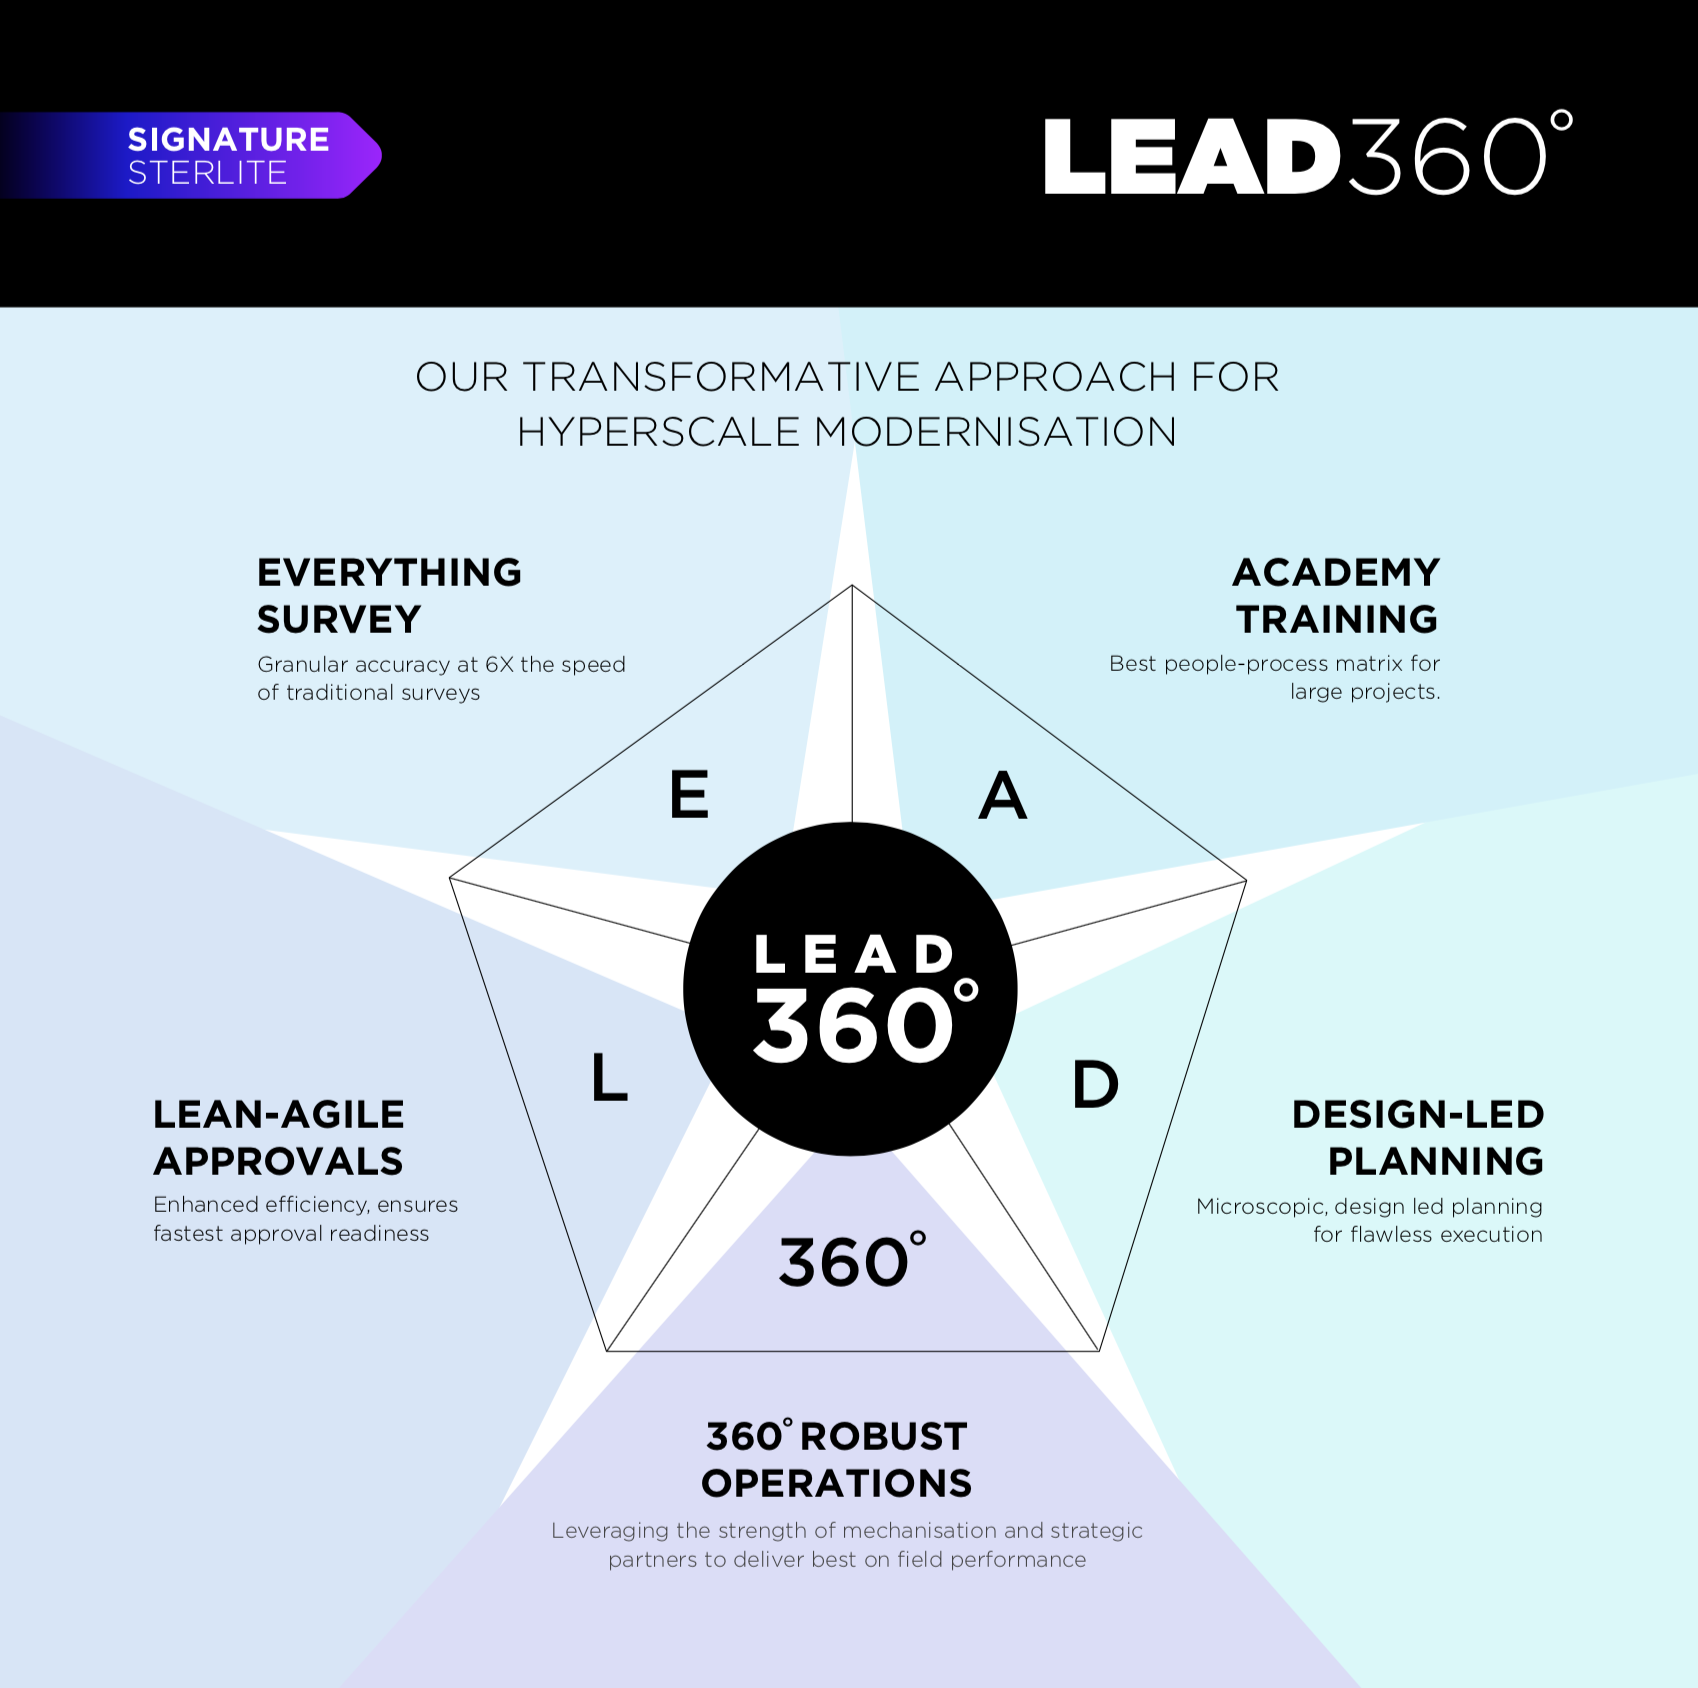 SIGNATURE
STERLITE
LEAD360°
OUR TRANSFORMATIVE APPROACH FOR
HYPERSCALE MODERNISATION
EVERYTHING
SURVEY
Granular accuracy at 6X the speed
of traditional surveys
ACADEMY
TRAINING
Best people-process matrix for
large projects.
E
A
LEAD
360°
L
D
LEAN-AGILE
APPROVALS
Enhanced efficiency, ensures
fastest approval readiness
DESIGN-LED
PLANNING
Microscopic, design led planning
for flawless execution
360°
360° ROBUST
OPERATIONS
Leveraging the strength of mechanisation and strategic
partners to deliver best on field performance